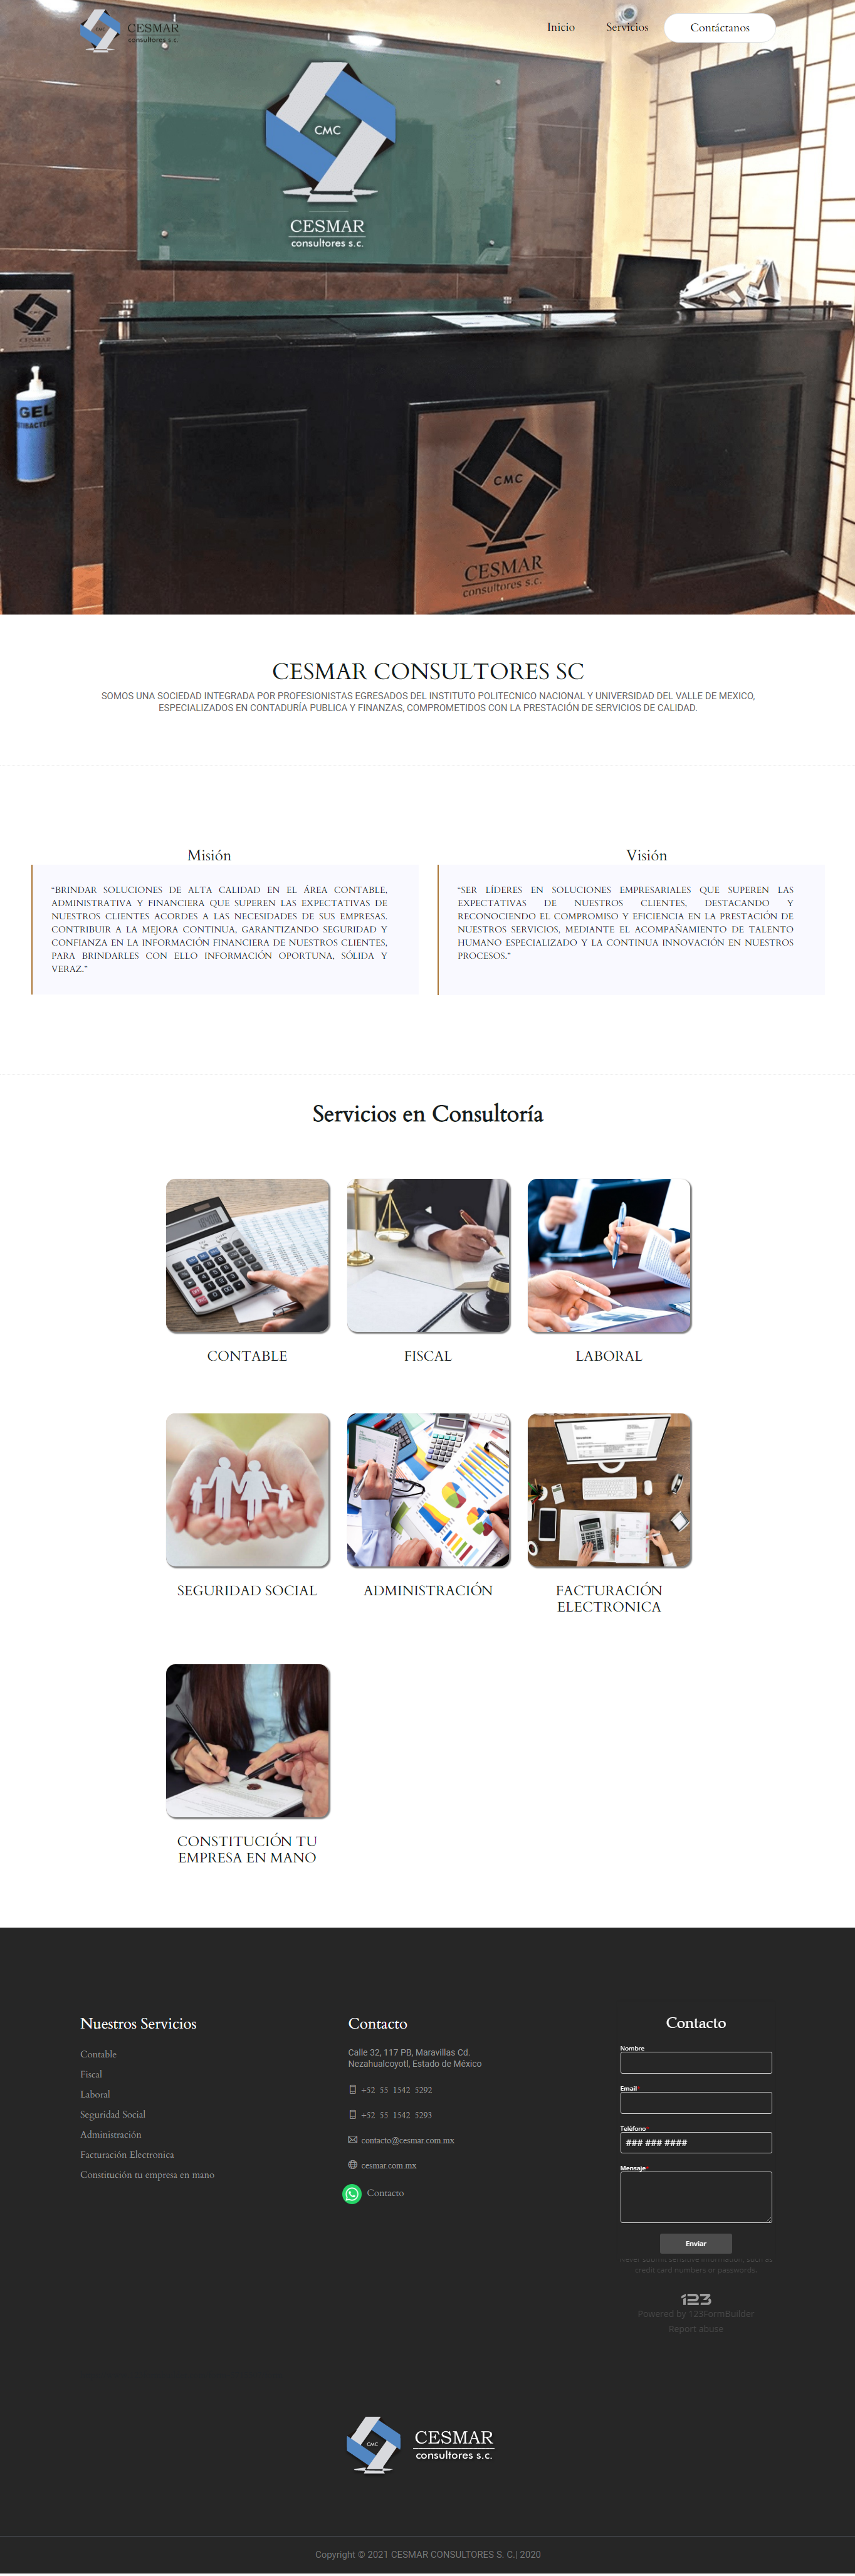 CESMAR
consultores s.c.
Inicio
Servicios
Contáctanos
CMC
CESMAR
consultores s.c.
CESMAR
GEL
CMC
CESMAR
consultores s.c.
CESMAR CONSULTORES SC
SOMOS UNA SOCIEDAD INTEGRADA POR PROFESIONISTAS EGRESADOS DEL INSTITUTO POLITECNICO NACIONAL Y UNIVERSIDAD DEL VALLE DE MEXICO,
ESPECIALIZADOS EN CONTADURÍA PUBLICA Y FINANZAS, COMPROMETIDOS CON LA PRESTACIÓN DE SERVICIOS DE CALIDAD.
Misión
“BRINDAR SOLUCIONES DE ALTA CALIDAD EN EL ÁREA CONTABLE,
ADMINISTRATIVA Y FINANCIERA QUE SUPEREN LAS EXPECTATIVAS DE
NUESTROS CLIENTES ACORDES A LAS NECESIDADES DE SUS EMPRESAS.
CONTRIBUIR A LA MEJORA CONTINUA, GARANTIZANDO SEGURIDAD Y
CONFIANZA EN LA INFORMACIÓN FINANCIERA DE NUESTROS CLIENTES,
PARA BRINDARLES CON ELLO INFORMACIÓN OPORTUNA, SÓLIDA Y
VERAZ.”
Visión
“SER LÍDERES EN SOLUCIONES EMPRESARIALES QUE SUPEREN LAS
EXPECTATIVAS DE NUESTROS CLIENTES, DESTACANDO Y
RECONOCIENDO EL COMPROMISO Y EFICIENCIA EN LA PRESTACIÓN DE
NUESTROS SERVICIOS, MEDIANTE EL ACOMPAÑAMIENTO DE TALENTO
HUMANO ESPECIALIZADO Y LA CONTINUA INNOVACIÓN EN NUESTROS
PROCESOS.”
Servicios en Consultoría
CONTABLE
FISCAL
LABORAL
SEGURIDAD SOCIAL
ADMINISTRACIÓN
FACTURACIÓN
ELECTRONICA
CONSTITUCIÓN TU
EMPRESA EN MANO
Nuestros Servicios
Contable
Fiscal
Laboral
Seguridad Social
Administración
Facturación Electronica
Constitución tu empresa en mano
Contacto
Calle 32, 117 PB, Maravillas Cd.
Nezahualcoyotl, Estado de México
+52 55 1542 5292
+52 55 1542 5293
contacto@cesmar.com.mx
cesmar.com.mx
Contacto
Contacto
Nombre
Email*
Teléfono*
### ### ####
Mensaje*
Enviar
Never submit sensitive information, such as
credit card numbers or passwords.
123
Powered by 123FormBuilder
Report abuse
CMC
CESMAR
consultores s.c.
Copyright © 2021 CESMAR CONSULTORES S. C.| 2020